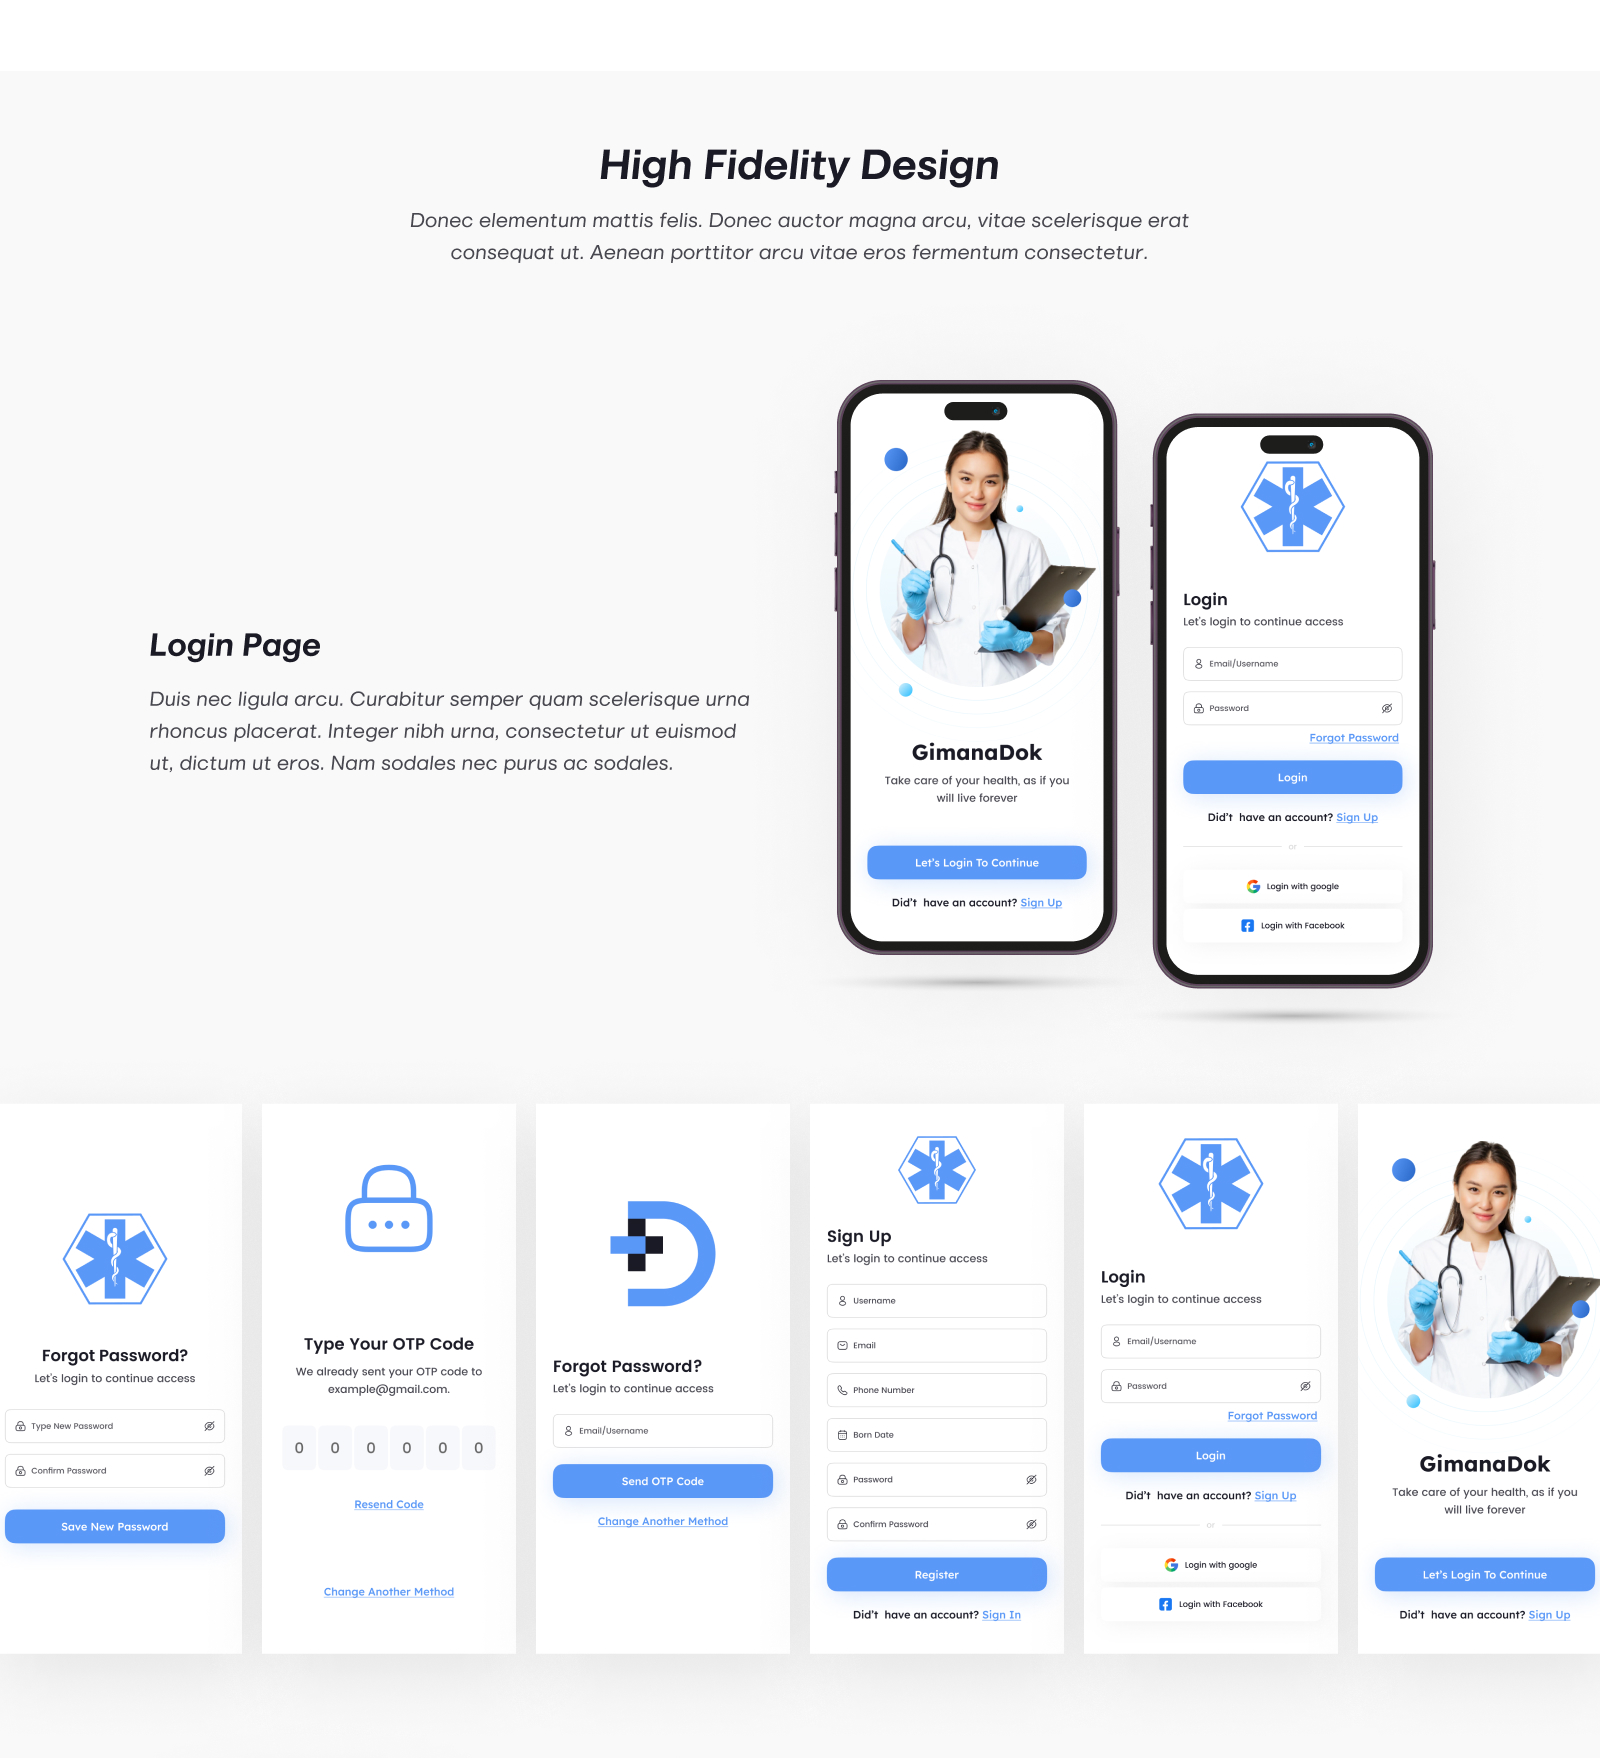 High Fidelity Design
Donec elementum mattis felis. Donec auctor magna arcu, vitae scelerisque erat
consequat ut. Aenean porttitor arcu vitae eros fermentum consectetur.
Login Page
Duis nec ligula arcu. Curabitur semper quam scelerisque urna
rhoncus placerat. Integer nibh urna, consectetur ut euismod
ut, dictum ut eros. Nam sodales nec purus ac sodales.
GimanaDok
Take care of your health, as if you
will live forever
Let's Login To Continue
Did't have an account? Sign Up
Login
Let's login to continue access
Email/Username
Password
Forgot Password
Login
Did't have an account? Sign Up
or
Login with google
Login with Facebook
Forgot Password?
Let's login to continue access
Type New Password
Confirm Password
Save New Password
Type Your OTP Code
We already sent your OTP code to
example@gmail.com.
0 0 0 0 0 0
Resend Code
Change Another Method
Forgot Password?
Let's login to continue access
Email/Username
Send OTP Code
Change Another Method
Sign Up
Let's login to continue access
Username
Email
Phone Number
Born Date
Password
Confirm Password
Register
Did't have an account? Sign In
Login
Let's login to continue access
Email/Username
Password
Forgot Password
Login
Did't have an account? Sign Up
or
Login with google
Login with Facebook
GimanaDok
Take care of your health, as if you
will live forever
Let's Login To Continue
Did't have an account? Sign Up